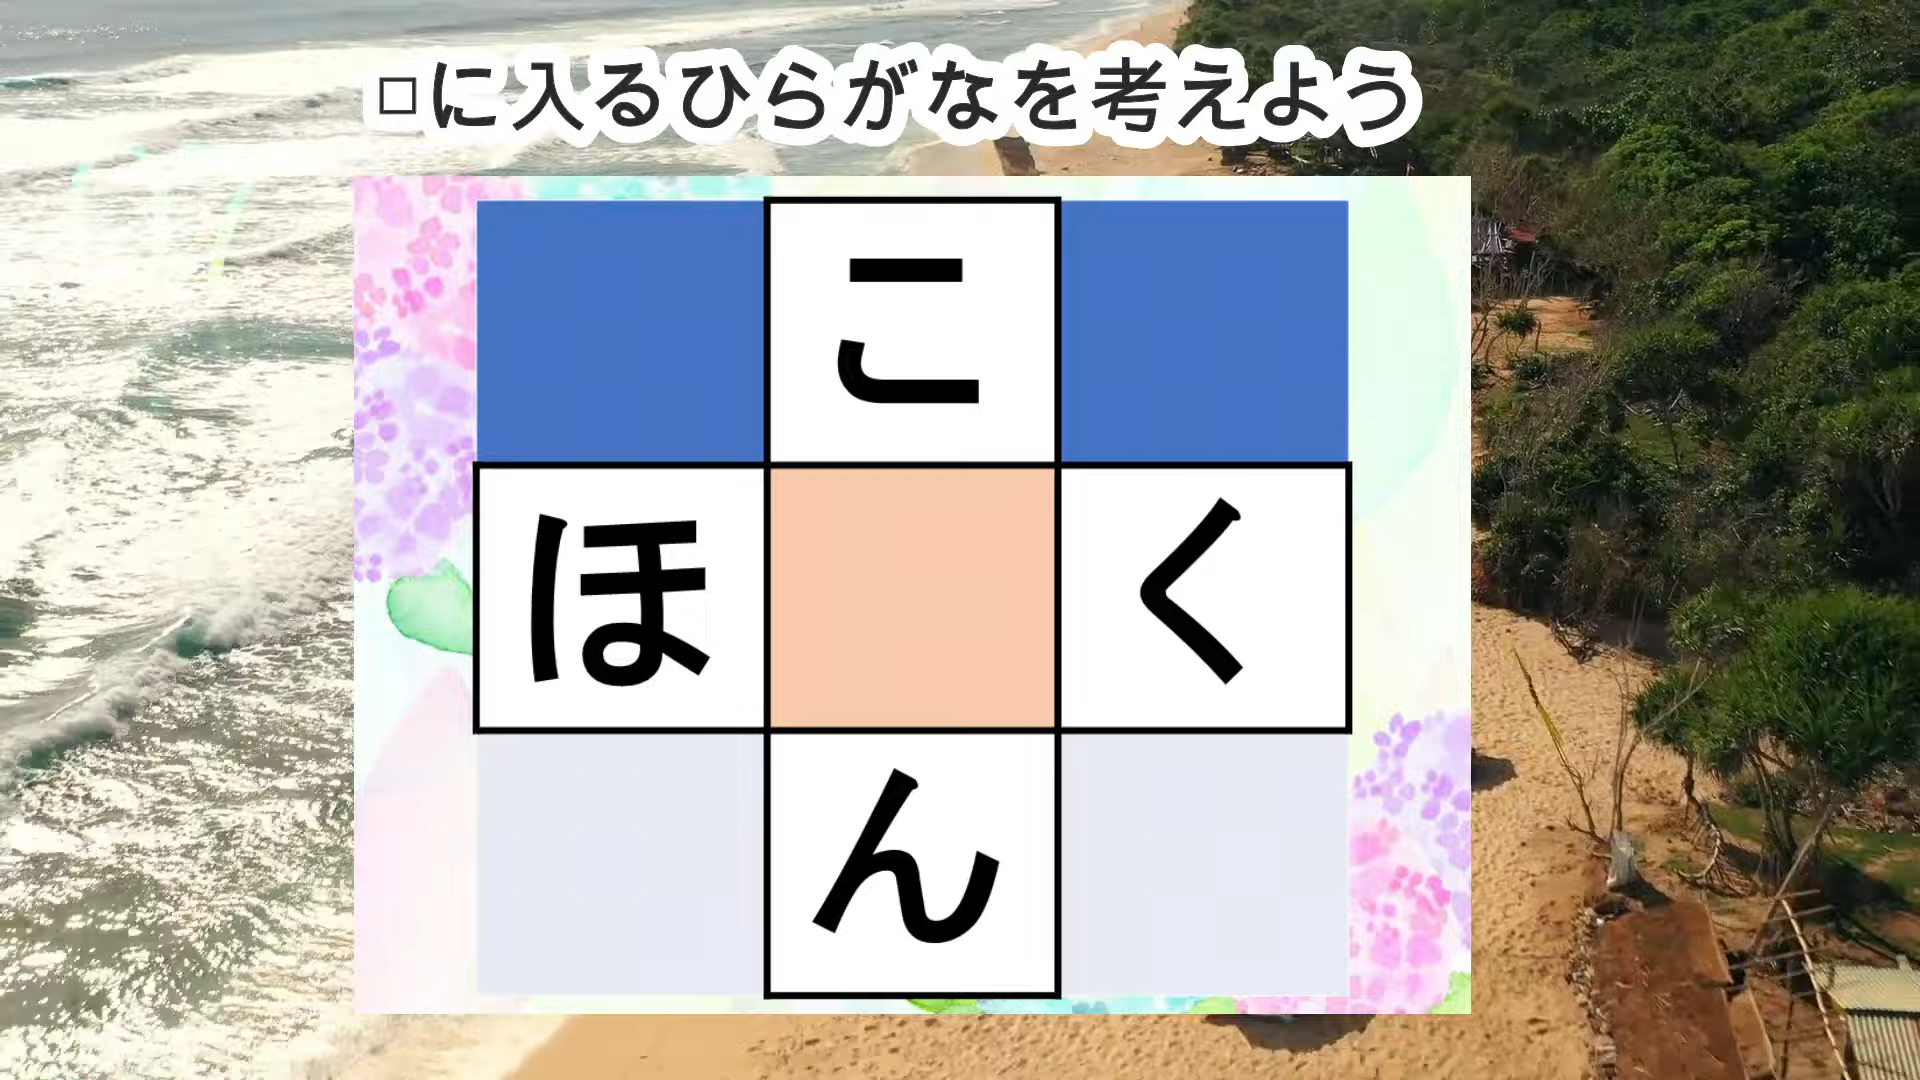 □に入るひらがなを考えよう
こ
ほ く
ん